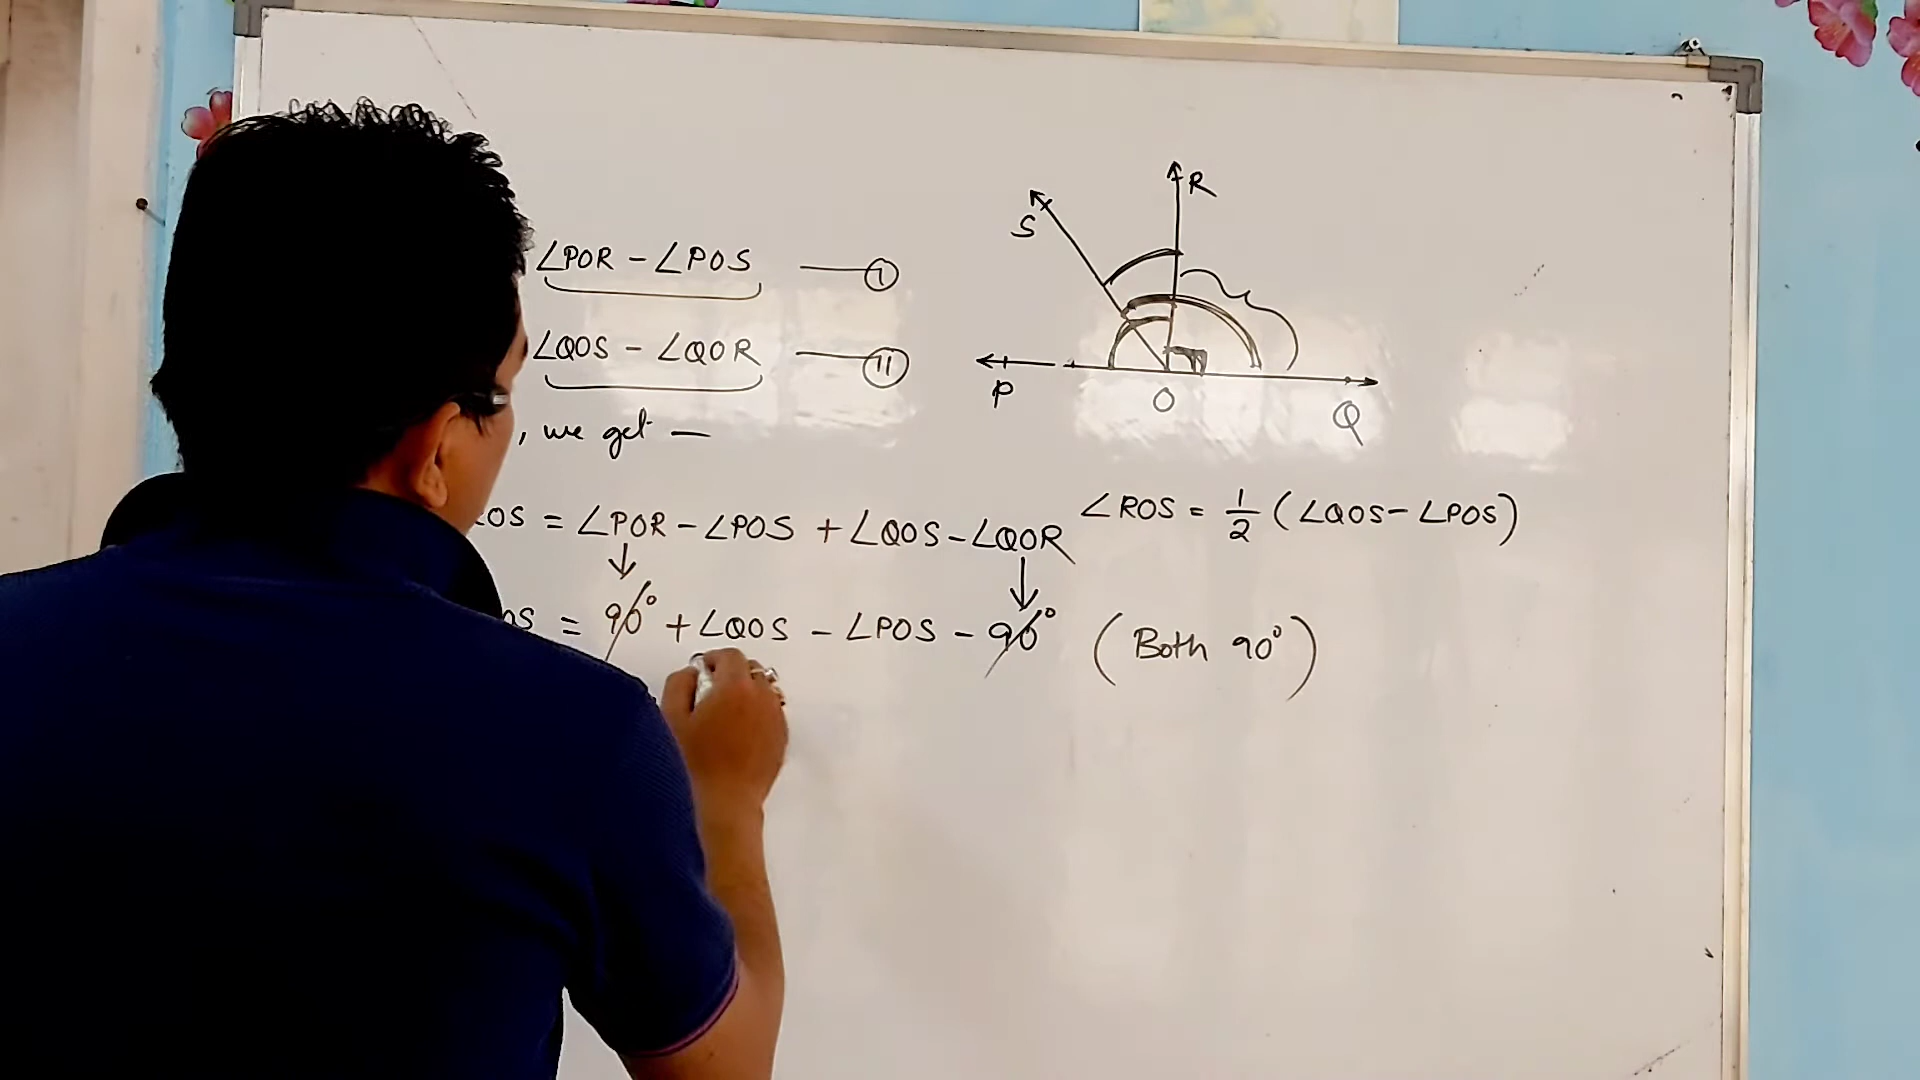 R
S
∠POR - ∠POS —— I
∠QOS - ∠QOR —— II
P O Q
, we get —
OS = ∠POR - ∠POS + ∠QOS - ∠QOR
∠ROS = 1/2 (∠QOS - ∠POS)
OS = 90° + ∠QOS - ∠POS - 90° (Both 90°)